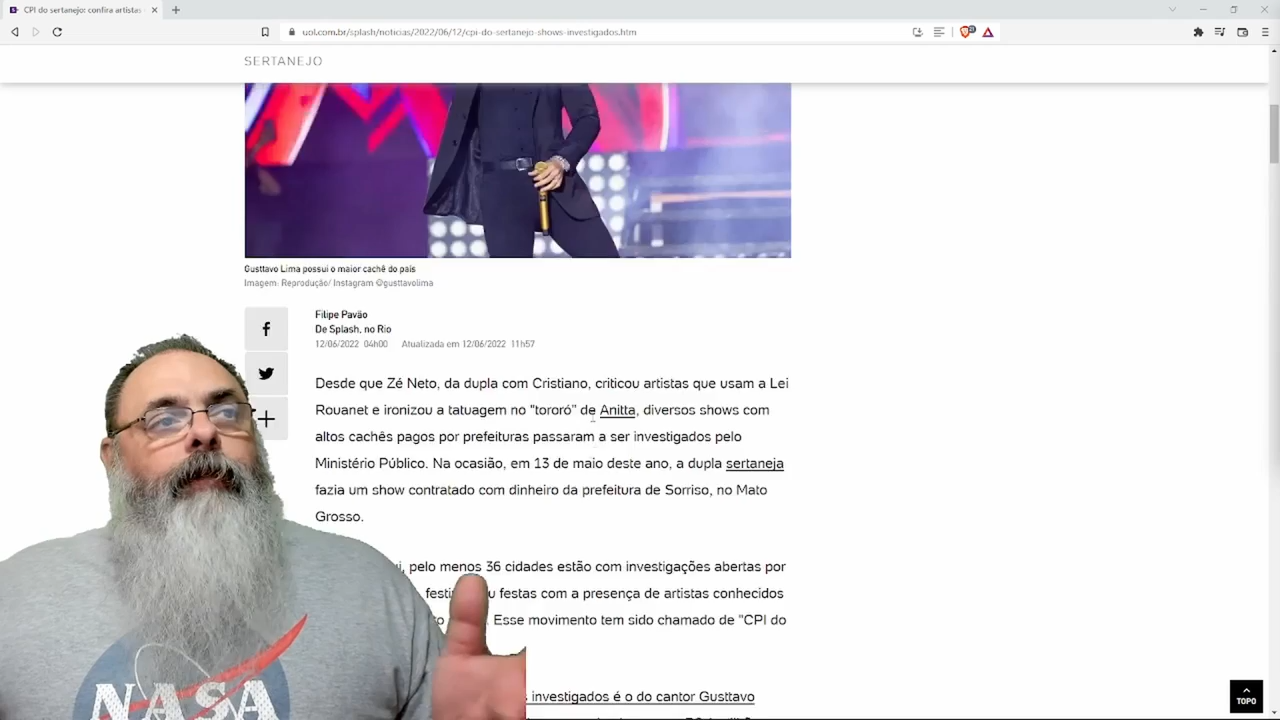 CPI do sertanejo: confira artistas
uol.com.br/splash/noticias/2022/06/12/cpi-do-sertanejo-shows-investigados.htm
SERTANEJO
Gusttavo Lima possui o maior cachê do país
Imagem: Reprodução/ Instagram @gusttavolima
Filipe Pavão
De Splash, no Rio
12/06/2022 04h00 Atualizada em 12/06/2022 11h57
Desde que Zé Neto, da dupla com Cristiano, criticou artistas que usam a Lei
Rouanet e ironizou a tatuagem no "tororó" de Anitta, diversos shows com
altos cachês pagos por prefeituras passaram a ser investigados pelo
Ministério Público. Na ocasião, em 13 de maio deste ano, a dupla sertaneja
fazia um show contratado com dinheiro da prefeitura de Sorriso, no Mato
Grosso.
pelo menos 36 cidades estão com investigações abertas por
festas com a presença de artistas conhecidos
Esse movimento tem sido chamado de "CPI do
investigados é o do cantor Gusttavo
NASA
TOPO